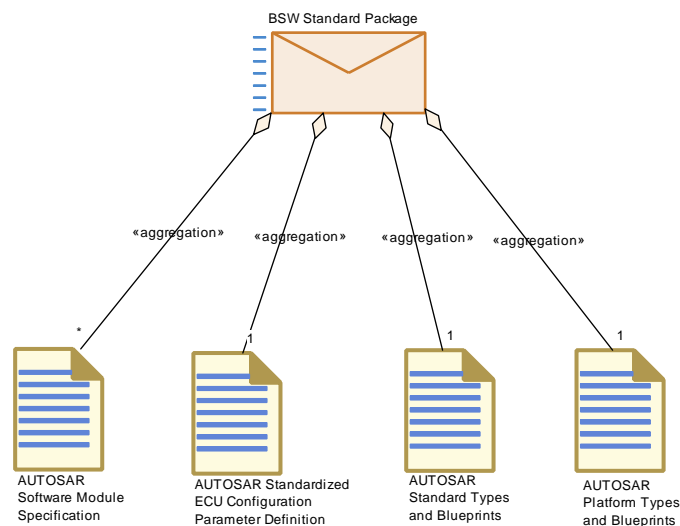 BSW Standard Package
«aggregation»
«aggregation»
«aggregation»
«aggregation»
*
1
1
1
AUTOSAR
Software Module
Specification
AUTOSAR Standardized
ECU Configuration
Parameter Definition
AUTOSAR
Standard Types
and Blueprints
AUTOSAR
Platform Types
and Blueprints